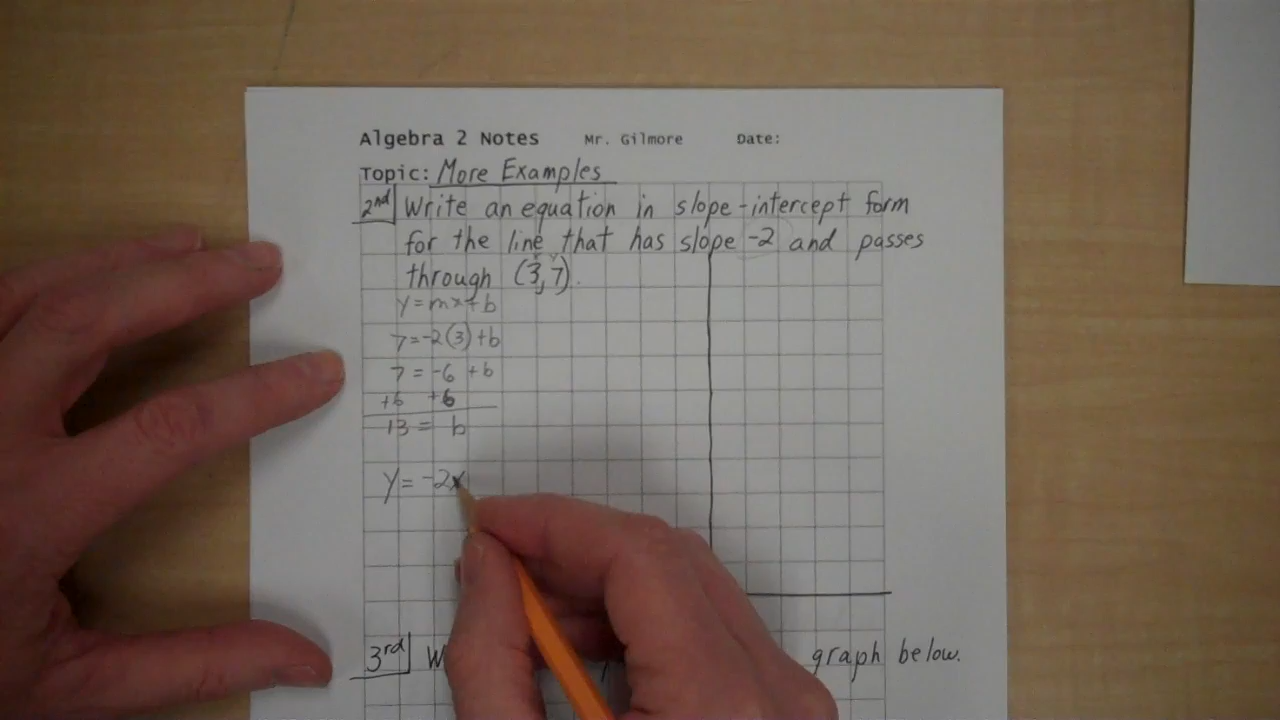 Algebra 2 Notes Mr. Gilmore Date:
Topic: More Examples
2nd Write an equation in slope-intercept form
for the line that has slope -2 and passes
through (3,7).
y=mx+b
7=-2(3)+b
7 = -6 +b
+6 +6
13 = b
y= -2x
3rd graph below.